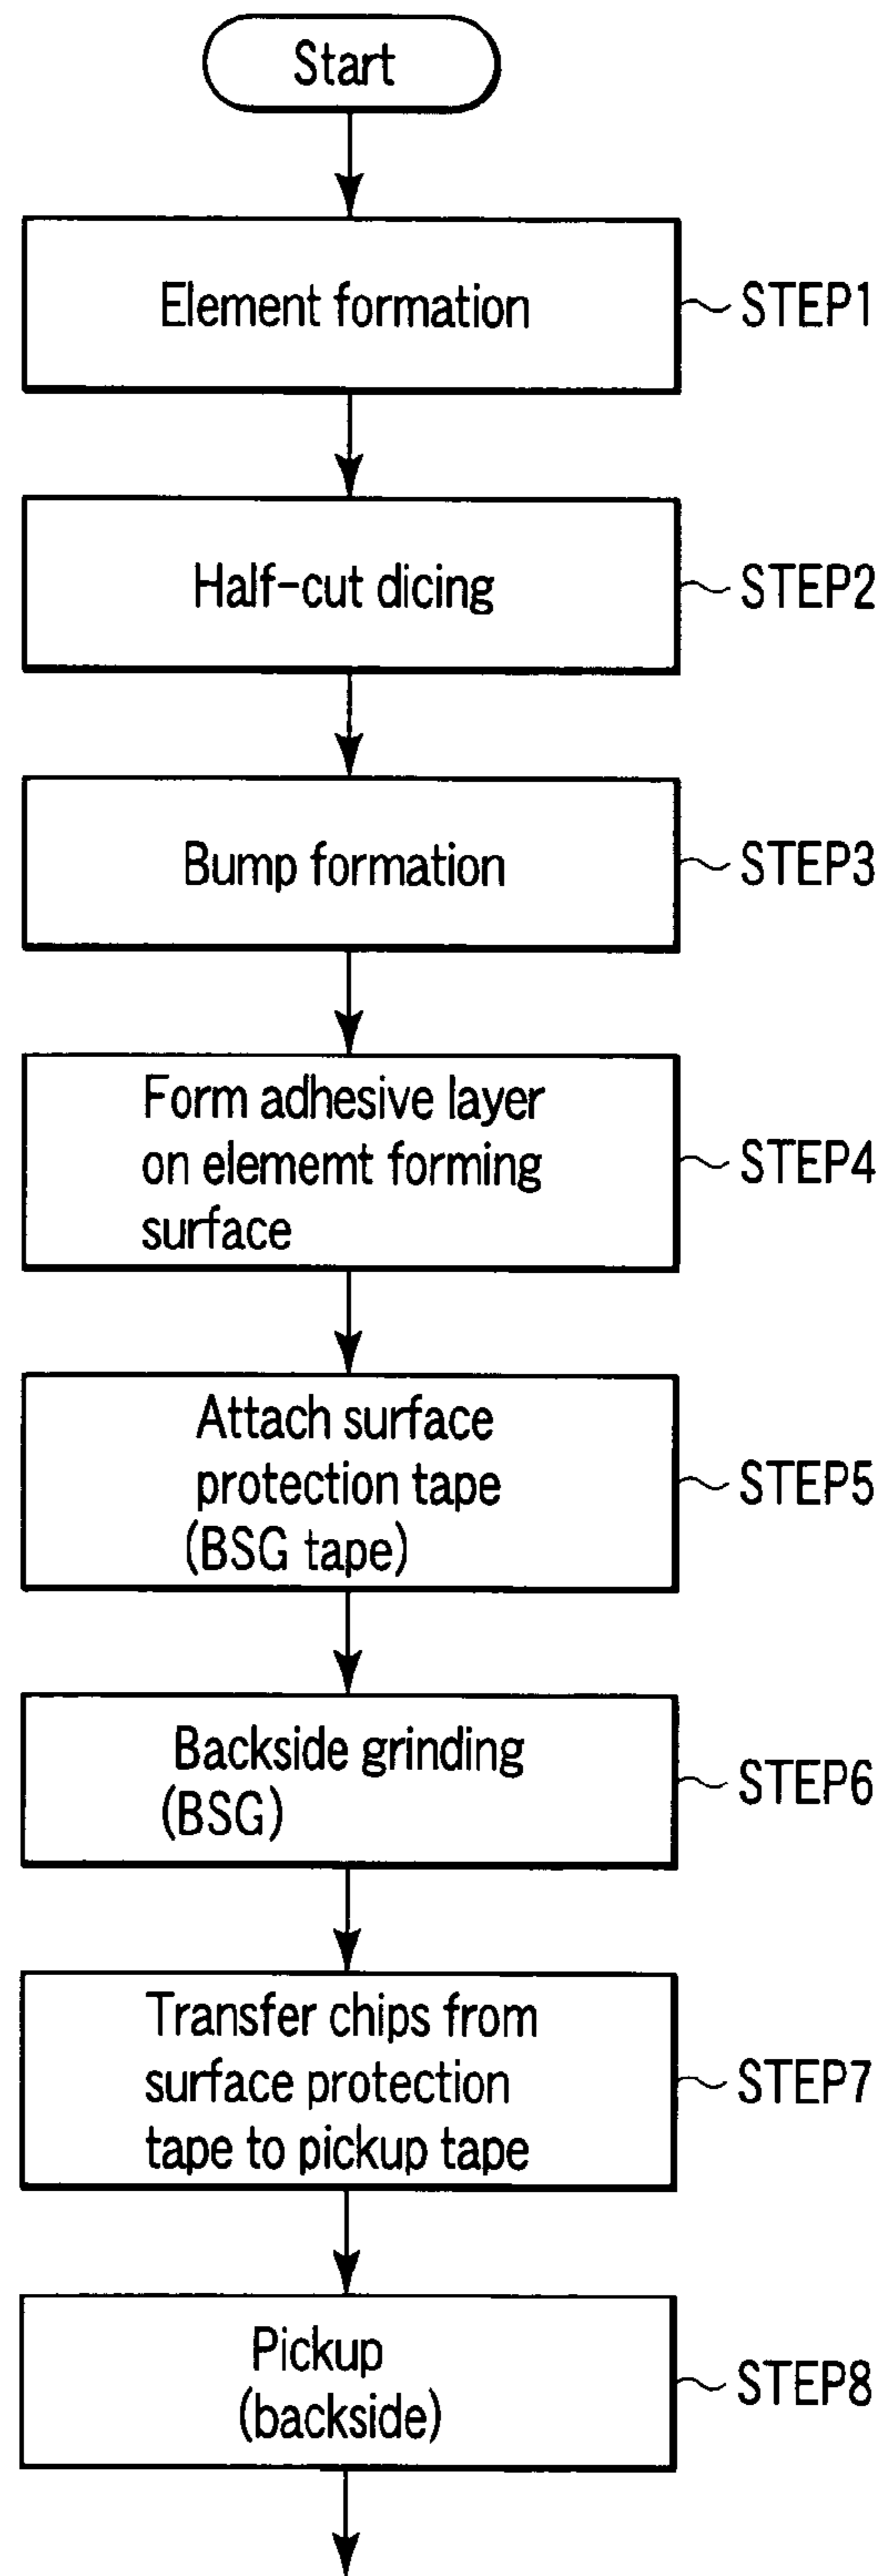 Start
Element formation
STEP1
Half-cut dicing
STEP2
Bump formation
STEP3
Form adhesive layer
on elememt forming
surface
STEP4
Attach surface
protection tape
(BSG tape)
STEP5
Backside grinding
(BSG)
STEP6
Transfer chips from
surface protection
tape to pickup tape
STEP7
Pickup
(backside)
STEP8